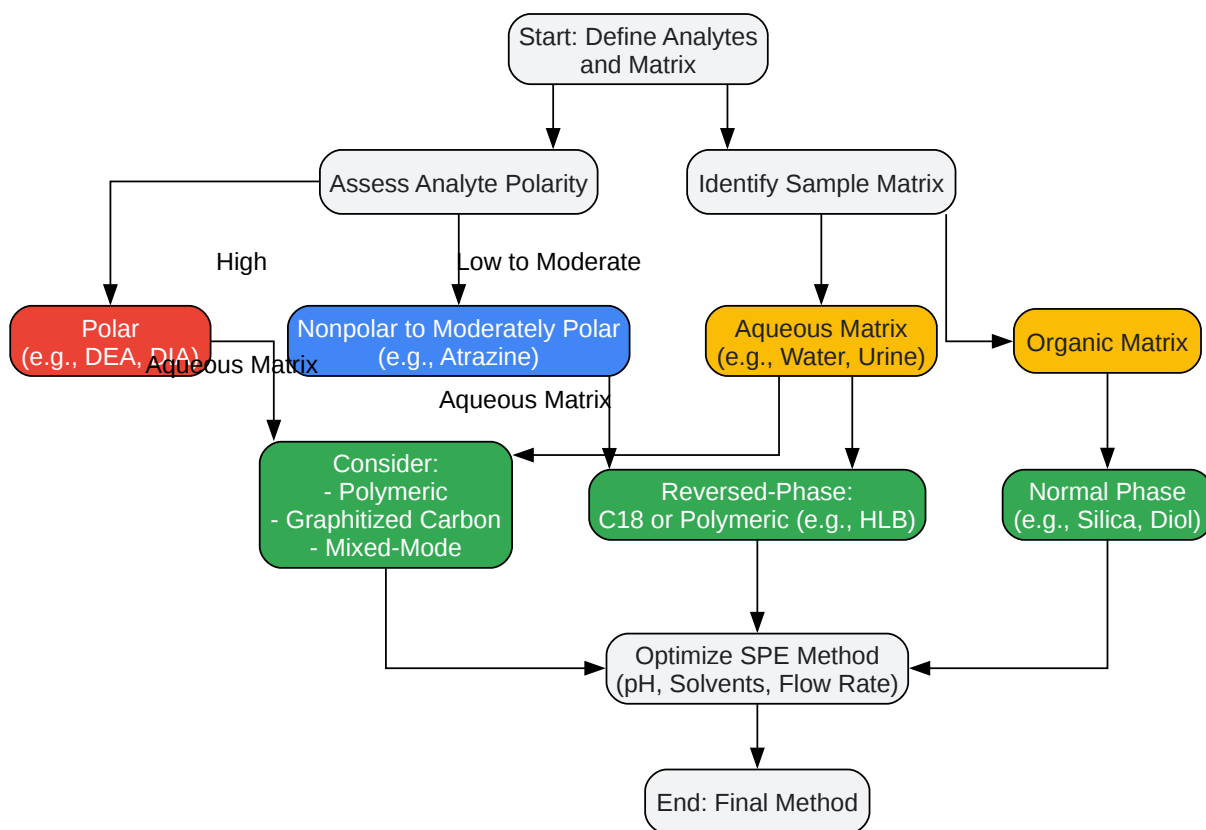 Start: Define Analytes
and Matrix
Assess Analyte Polarity
Identify Sample Matrix
High
Low to Moderate
Polar
(e.g., DEA, DIA)
Nonpolar to Moderately Polar
(e.g., Atrazine)
Aqueous Matrix
(e.g., Water, Urine)
Organic Matrix
Aqueous Matrix
Aqueous Matrix
Consider:
- Polymeric
- Graphitized Carbon
- Mixed-Mode
Reversed-Phase:
C18 or Polymeric (e.g., HLB)
Normal Phase
(e.g., Silica, Diol)
Optimize SPE Method
(pH, Solvents, Flow Rate)
End: Final Method